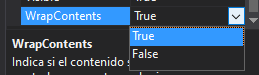 WrapContents True
True
False
WrapContents
Indica si el contenido s